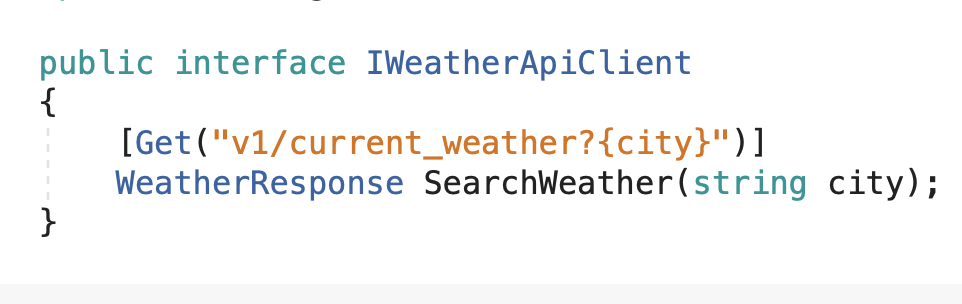 public interface IWeatherApiClient
{
[Get("v1/current_weather?{city}")]
WeatherResponse SearchWeather(string city);
}